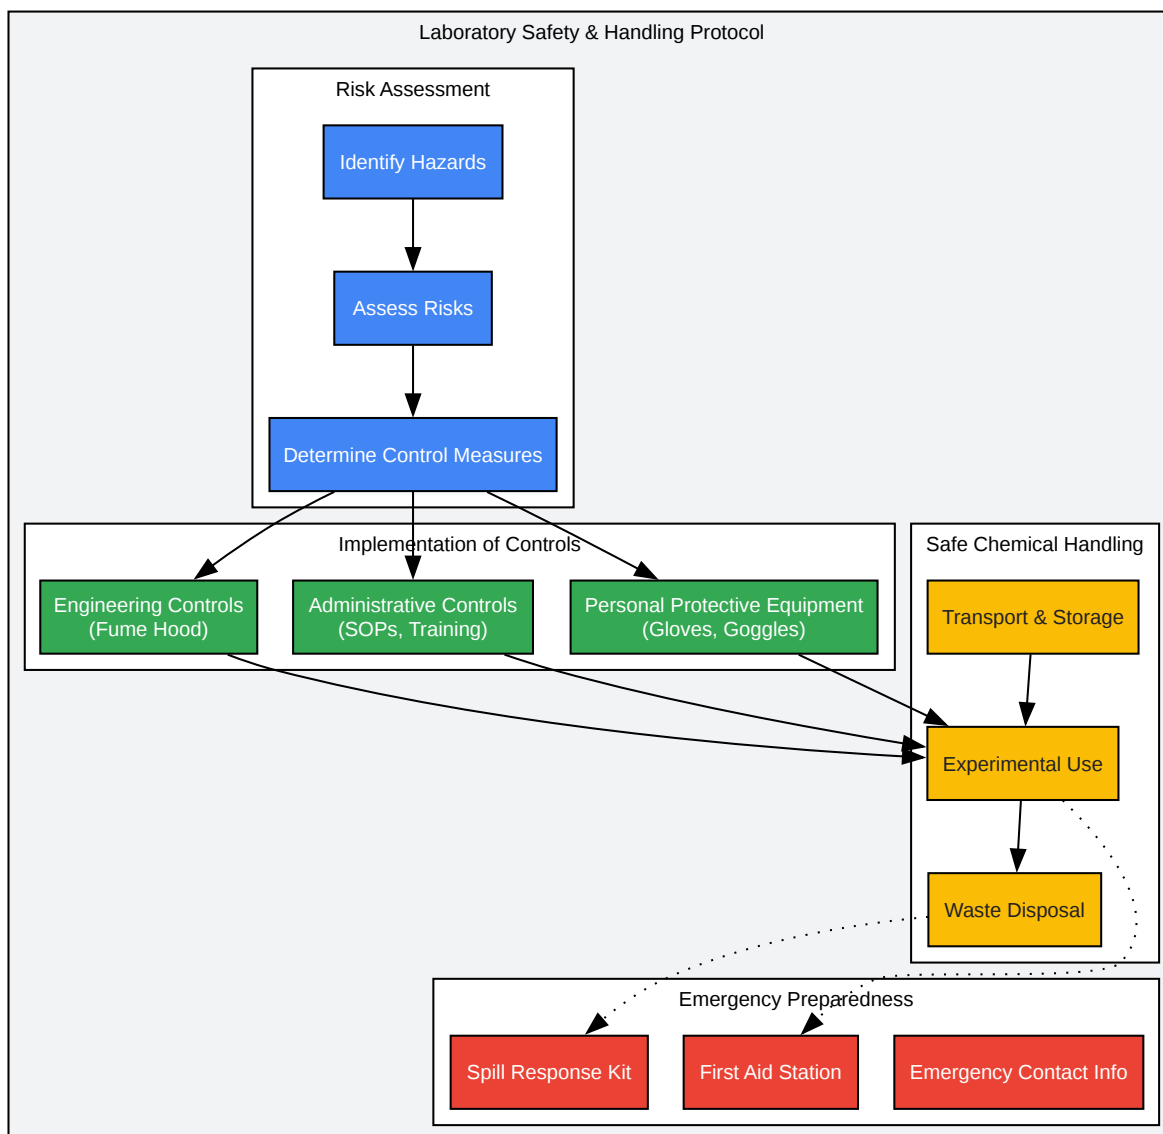 Laboratory Safety & Handling Protocol
Risk Assessment
Identify Hazards
Assess Risks
Determine Control Measures
Implementation of Controls
Engineering Controls
(Fume Hood)
Administrative Controls
(SOPs, Training)
Personal Protective Equipment
(Gloves, Goggles)
Safe Chemical Handling
Transport & Storage
Experimental Use
Waste Disposal
Emergency Preparedness
Spill Response Kit
First Aid Station
Emergency Contact Info